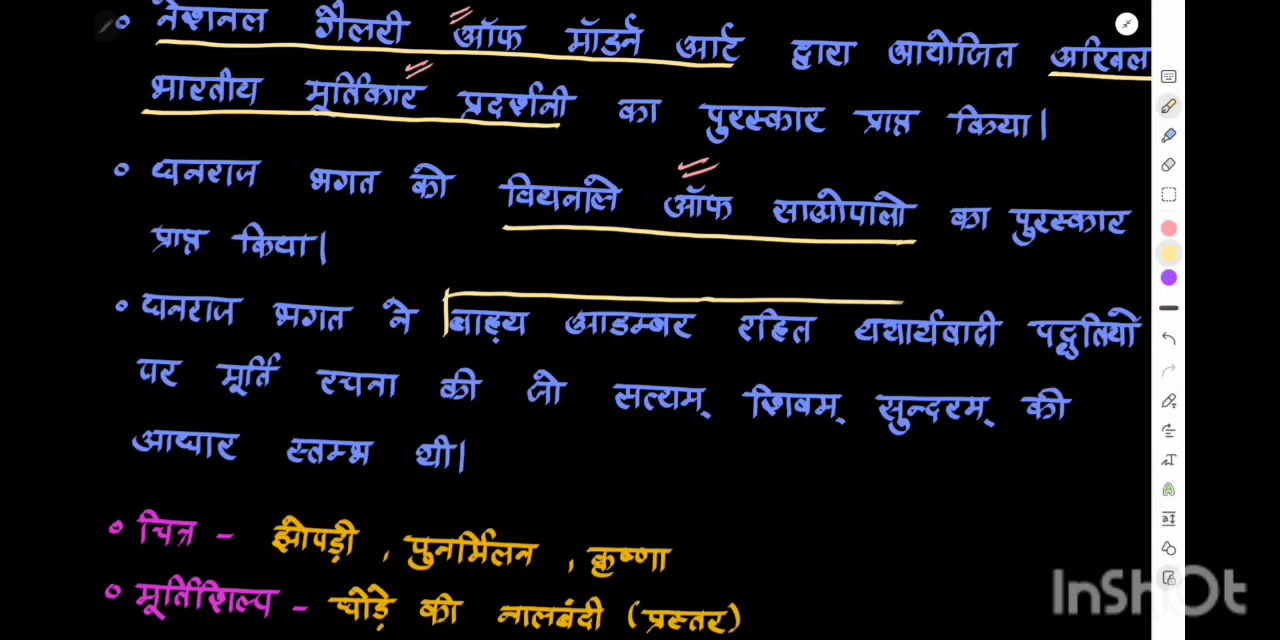 नेशनल गैलरी ऑफ मॉडर्न आर्ट द्वारा आयोजित अखिल
भारतीय मूर्तिकार प्रदर्शनी का पुरस्कार प्राप्त किया।
धनराज भगत को वियनाले ऑफ साओपालो का पुरस्कार
प्राप्त किया।
धनराज भगत ने बाह्य आडम्बर रहित यथार्थवादी पद्धतियों
पर मूर्ति रचना की जो सत्यम् शिवम् सुन्दरम् की
आधार स्तम्भ थी।
चित्र - झोपड़ी , पुनर्मिलन , कृष्णा
मूर्तिशिल्प - घोड़े की नालबंदी (प्रस्तर)
InShOt